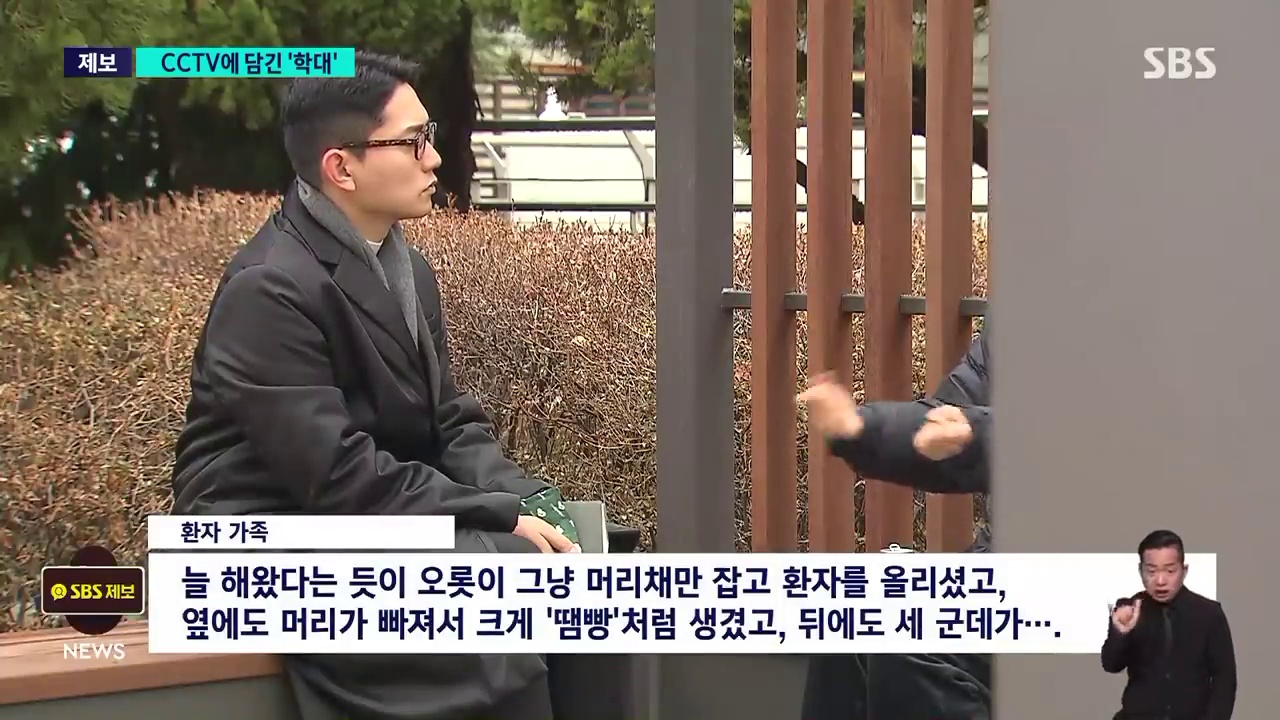 제보 CCTV에 담긴 '학대'
SBS
환자 가족
늘 해왔다는 듯이 오롯이 그냥 머리채만 잡고 환자를 올리셨고,
옆에도 머리가 빠져서 크게 '땜빵'처럼 생겼고, 뒤에도 세 군데가….
SBS 제보
NEWS